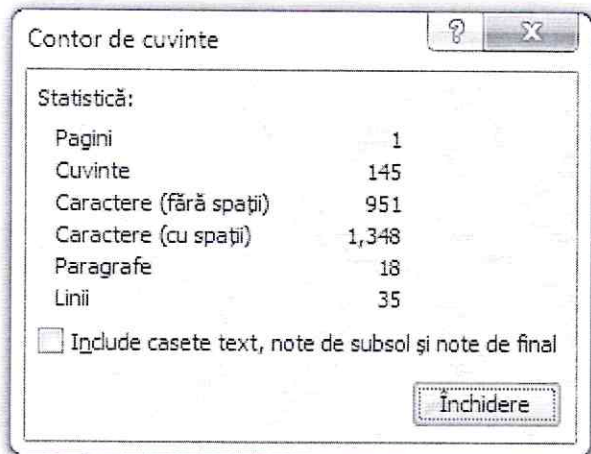 Contor de cuvinte
Statistică:
Pagini 1
Cuvinte 145
Caractere (fără spații) 951
Caractere (cu spații) 1,348
Paragrafe 18
Linii 35
Include casete text, note de subsol și note de final
Închidere